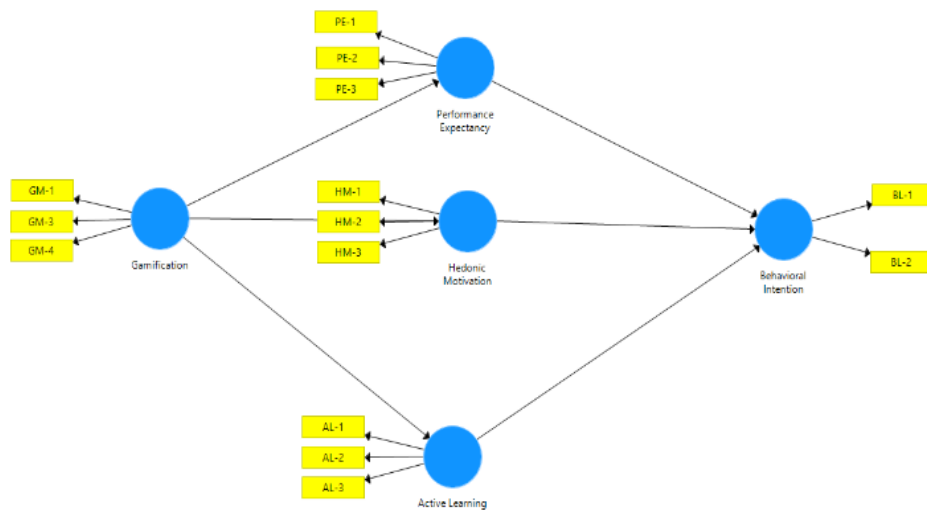 PE-1
PE-2
PE-3
Performance
Expectancy
GM-1
GM-3
GM-4
Gamification
HM-1
HM-2
HM-3
Hedonic
Motivation
BL-1
BL-2
Behavioral
Intention
AL-1
AL-2
AL-3
Active Learning